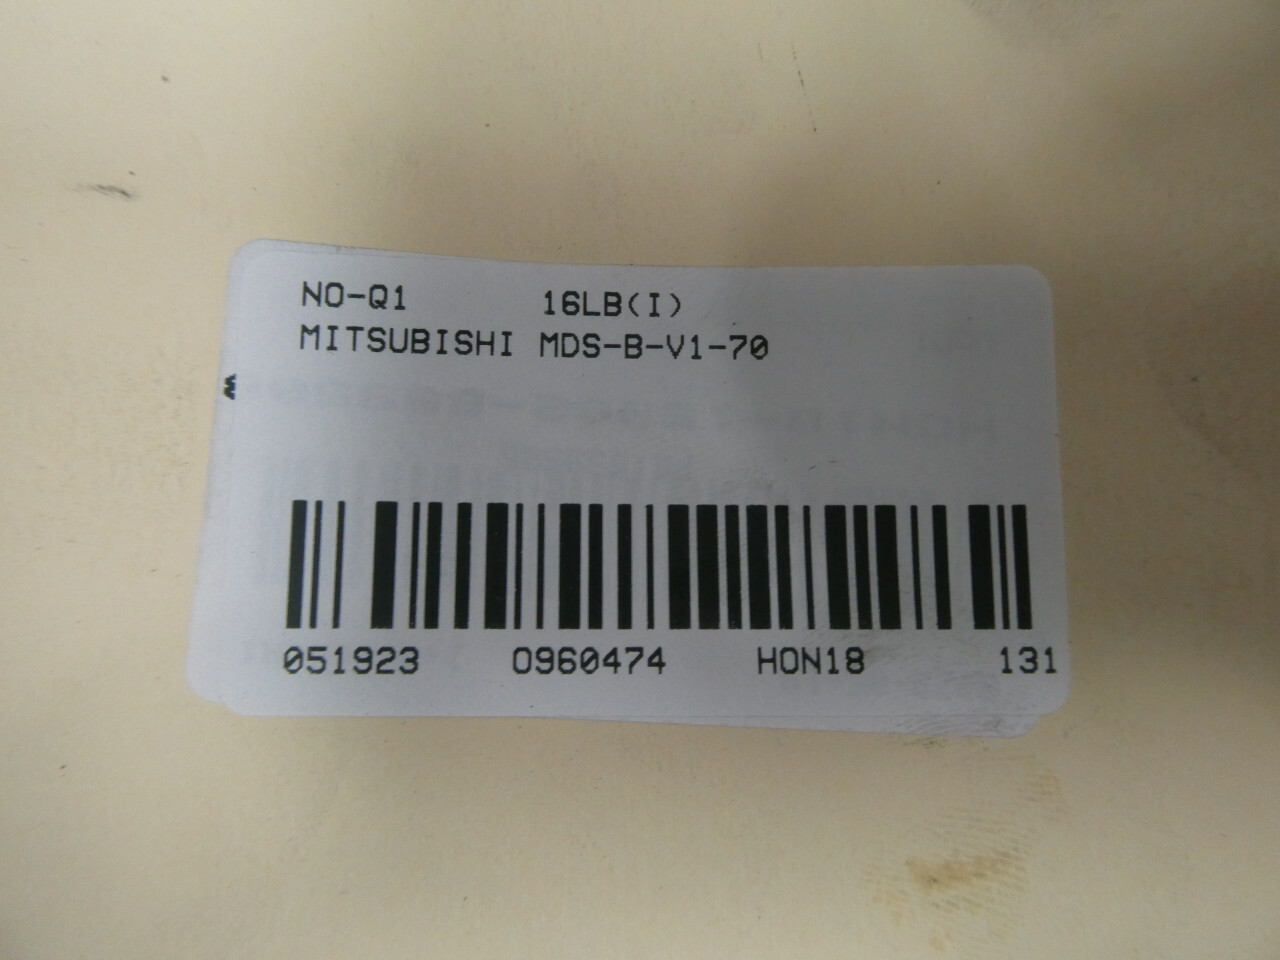 NO-Q1 16LB(I)
MITSUBISHI MDS-B-V1-70
051923 0960474 HON18 131